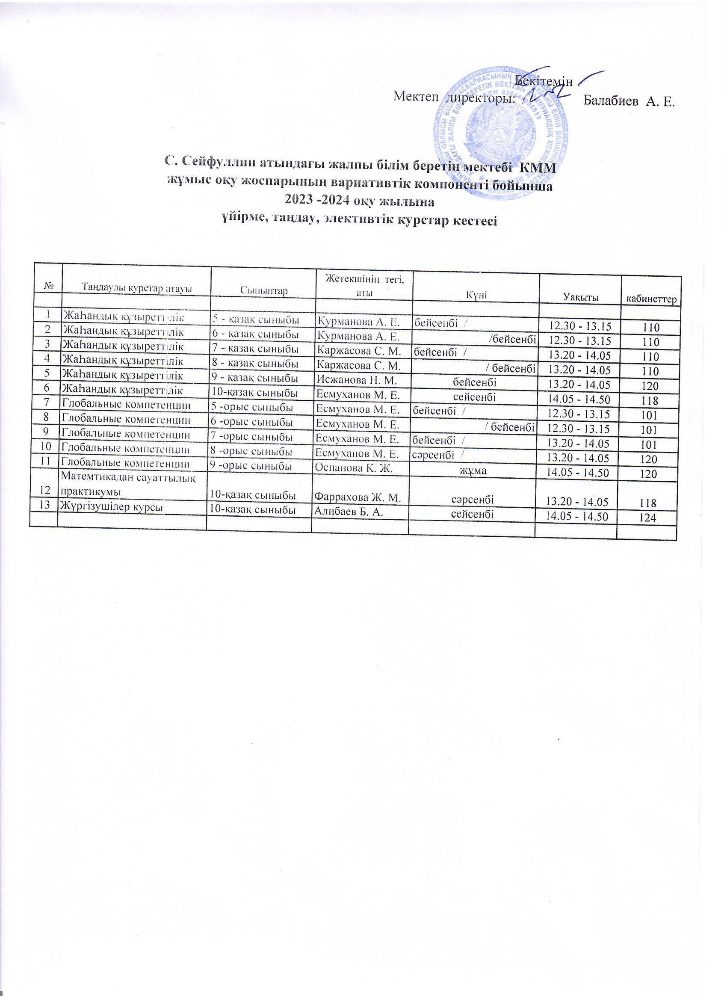 Бекітемін
Мектеп директоры: Балабиев А. Е.
С. Сейфуллин атындағы жалпы білім беретін мектебі КММ
жұмыс оқу жоспарының вариативтік компоненті бойынша
2023 -2024 оқу жылына
үйірме, таңдау, элективтік курстар кестесі
№ Таңдаулы курстар атауы Сыныптар Жетекшінің тегі, аты Күні Уақыты кабинеттер
1 Жаһандық құзыреттілік 5 - қазақ сыныбы Курманова А. Е. бейсенбі / 12.30 - 13.15 110
2 Жаһандық құзыреттілік 6 - қазақ сыныбы Курманова А. Е. /бейсенбі 12.30 - 13.15 110
3 Жаһандық құзыреттілік 7 - қазақ сыныбы Каржасова С. М. бейсенбі / 13.20 - 14.05 110
4 Жаһандық құзыреттілік 8 - қазақ сыныбы Каржасова С. М. / бейсенбі 13.20 - 14.05 110
5 Жаһандық құзыреттілік 9 - қазақ сыныбы Исжанова Н. М. бейсенбі 13.20 - 14.05 120
6 Жаһандық құзыреттілік 10-қазақ сыныбы Есмуханов М. Е. сейсенбі 14.05 - 14.50 118
7 Глобальные компетенции 5 -орыс сыныбы Есмуханов М. Е. бейсенбі / 12.30 - 13.15 101
8 Глобальные компетенции 6 -орыс сыныбы Есмуханов М. Е. / бейсенбі 12.30 - 13.15 101
9 Глобальные компетенции 7 -орыс сыныбы Есмуханов М. Е. бейсенбі / 13.20 - 14.05 101
10 Глобальные компетенции 8 -орыс сыныбы Есмуханов М. Е. сәрсенбі / 13.20 - 14.05 120
11 Глобальные компетенции 9 -орыс сыныбы Оспанова К. Ж. жұма 14.05 - 14.50 120
Матемтикадан сауаттылық
12 практикумы 10-қазақ сыныбы Фаррахова Ж. М. сәрсенбі 13.20 - 14.05 118
13 Жүргізушілер курсы 10-қазақ сыныбы Алибаев Б. А. сейсенбі 14.05 - 14.50 124